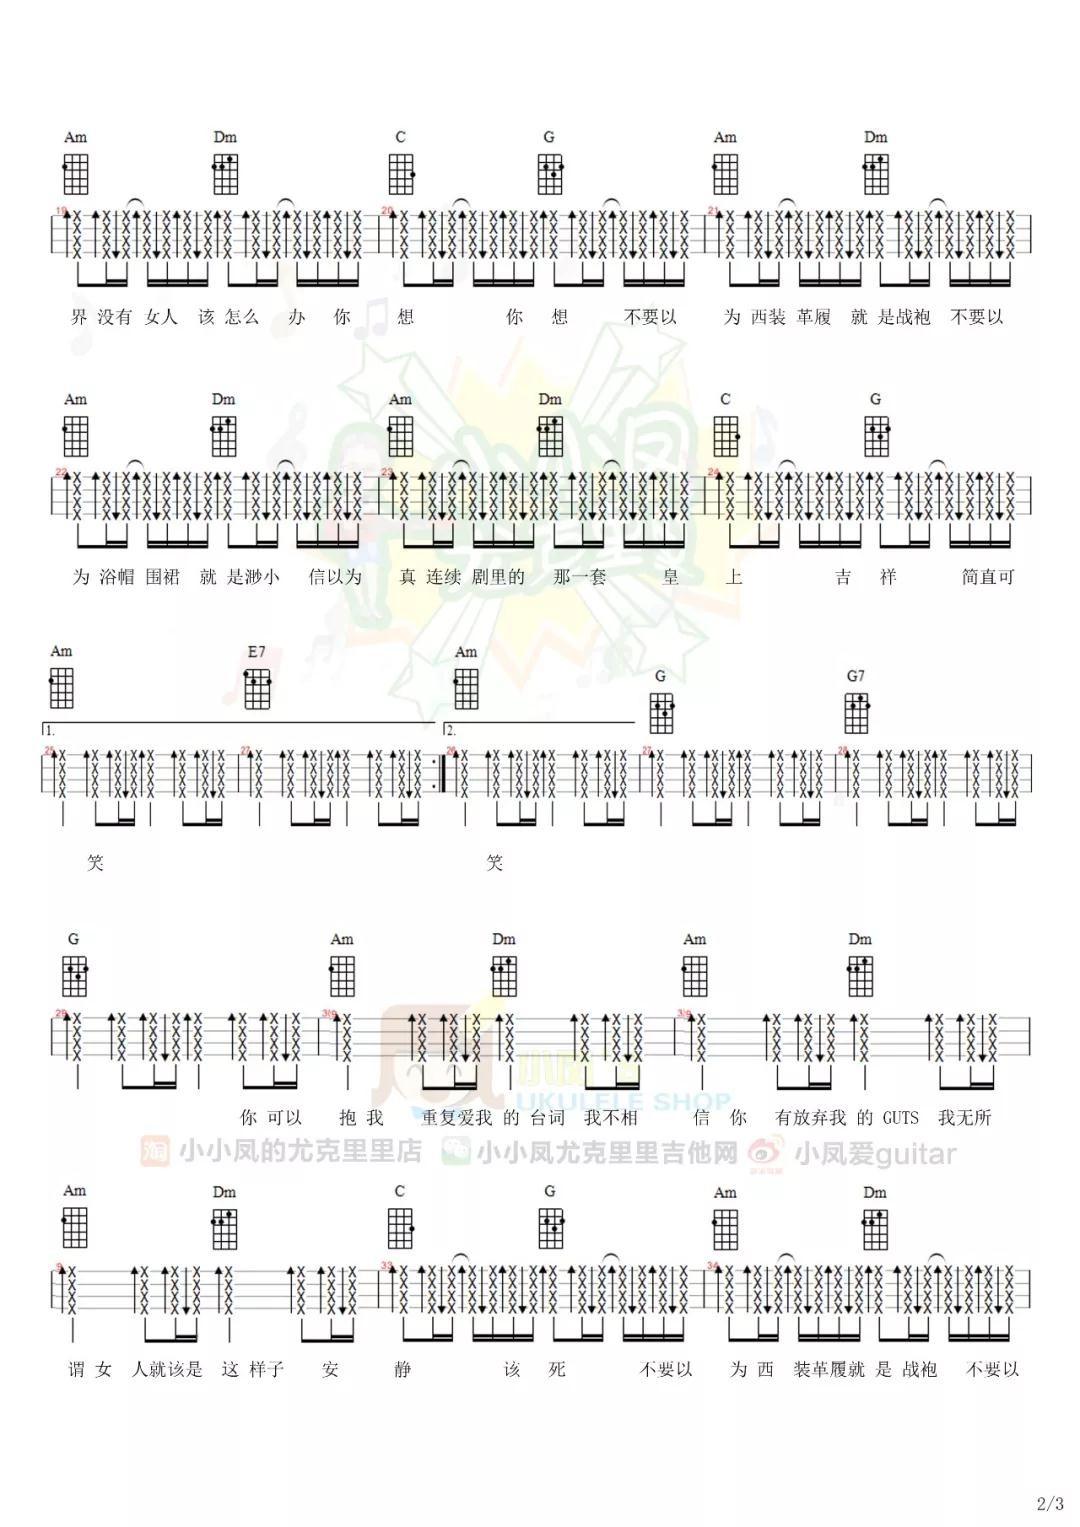 Am Dm C G Am Dm
19 20 21
界 没有 女人 该 怎么 办 你 想 你 想 不要以 为 西装 革履 就 是战袍 不要以
Am Dm Am Dm C G
22 23 24
为 浴帽 围裙 就 是渺小 信以为 真 连续 剧里的 那一套 皇 上 吉 祥 简直可
Am E7 Am G G7
1. 2.
25 27 26 27 28
笑 笑
G Am Dm Am Dm
29
你 可以 抱 我 重复爱我 的 台词 我不相 信 你 有放弃我 的 GUTS 我无所
UKULELE SHOP
淘 小小凤的尤克里里店 小小凤尤克里里吉他网 小凤爱guitar
Am Dm C G Am Dm
9 33 34
谓 女 人就该是 这 样子 安 静 该 死 不要以 为 西 装革履就 是 战袍 不要以
2/3